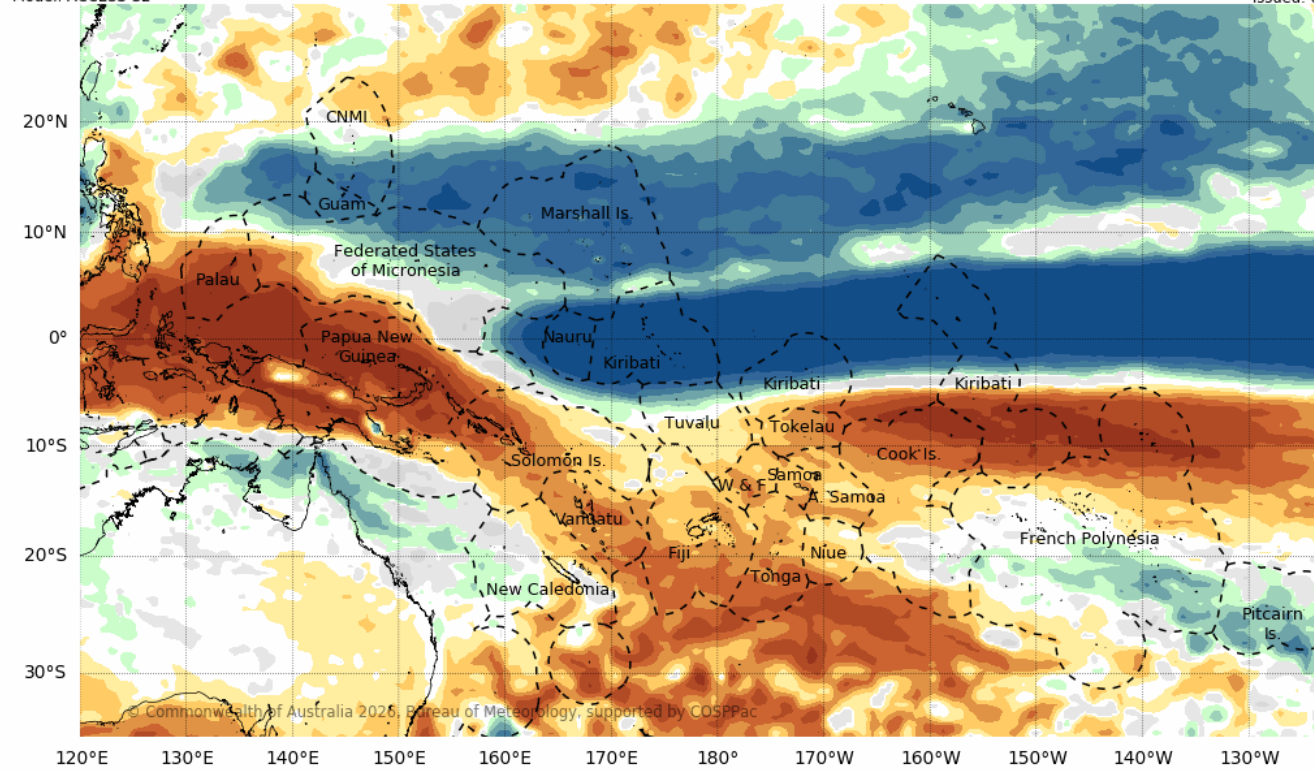 CNMI
Guam
Marshall Is.
Federated States
of Micronesia
Palau
Papua New
Guinea
Nauru
Kiribati
Kiribati
Kiribati
Tuvalu
Tokelau
Solomon Is.
Cook Is.
Samoa
W & F
A. Samoa
Vanuatu
Fiji
Niue
French Polynesia
Tonga
New Caledonia
Pitcairn
Is.
20°N
10°N
0°
10°S
20°S
30°S
© Commonwealth of Australia 2026, Bureau of Meteorology, supported by COSPPac
120°E 130°E 140°E 150°E 160°E 170°E 180° 170°W 160°W 150°W 140°W 130°W